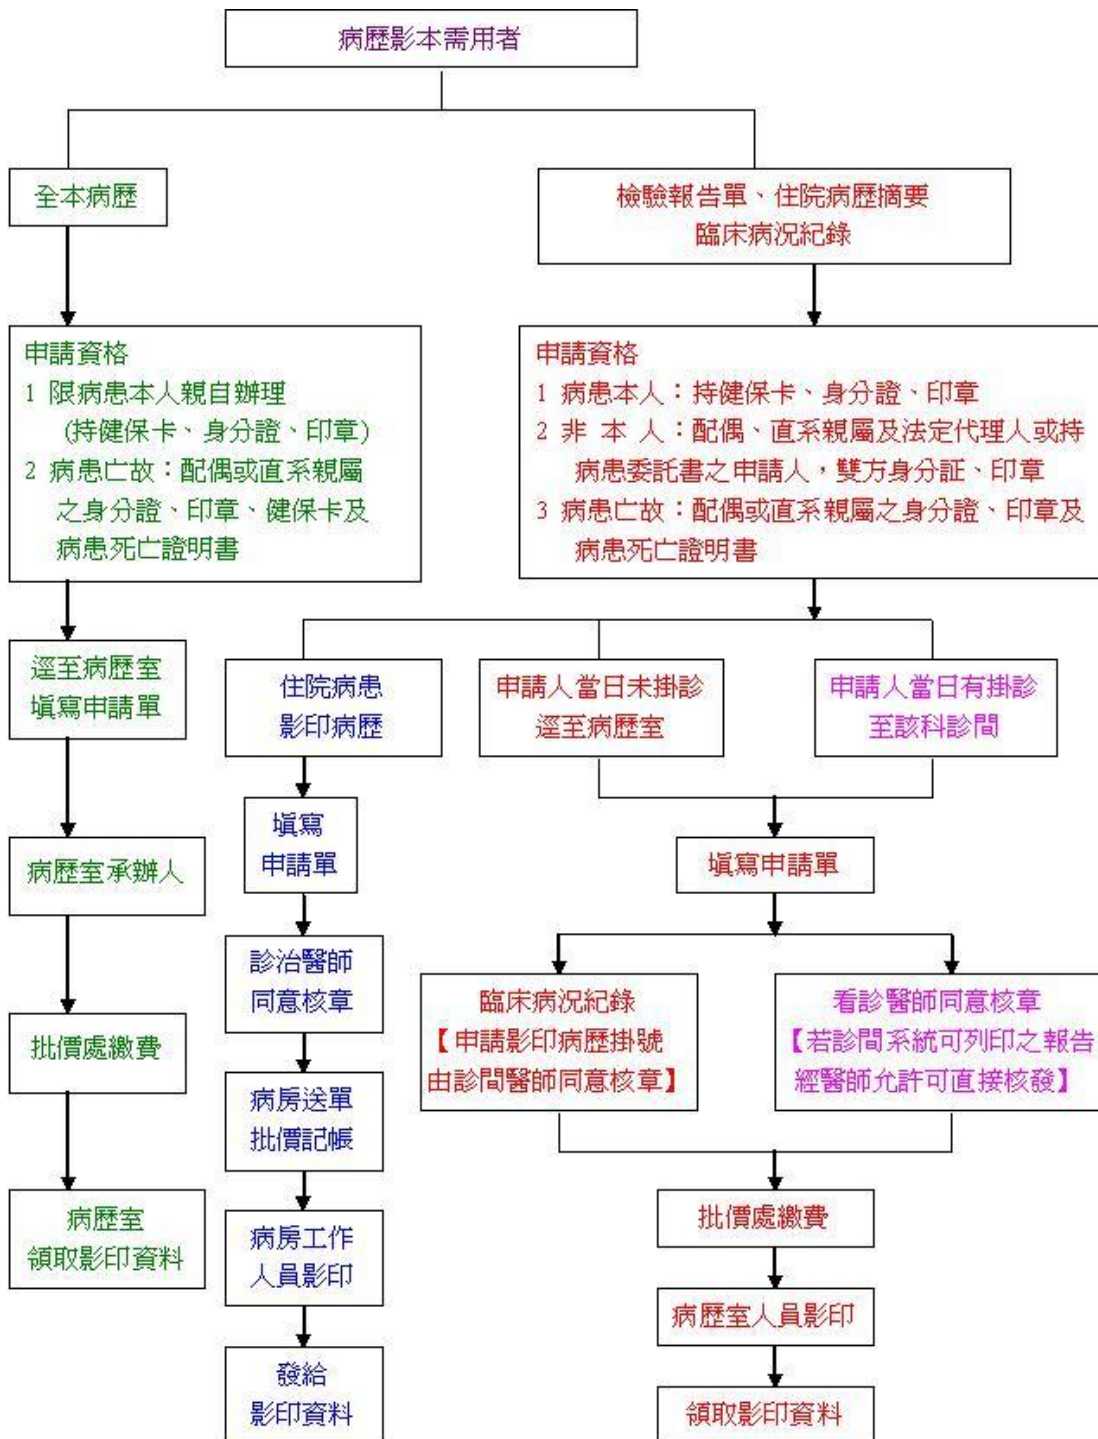 病歷影本需用者
全本病歷
檢驗報告單、住院病歷摘要
臨床病況紀錄
申請資格
1 限病患本人親自辦理
(持健保卡、身分證、印章)
2 病患亡故：配偶或直系親屬
之身分證、印章、健保卡及
病患死亡證明書
申請資格
1 病患本人：持健保卡、身分證、印章
2 非 本 人：配偶、直系親屬及法定代理人或持
病患委託書之申請人，雙方身分証、印章
3 病患亡故：配偶或直系親屬之身分證、印章及
病患死亡證明書
逕至病歷室
填寫申請單
病歷室承辦人
批價處繳費
病歷室
領取影印資料
住院病患
影印病歷
填寫
申請單
診治醫師
同意核章
病房送單
批價記帳
病房工作
人員影印
發給
影印資料
申請人當日未掛診
逕至病歷室
申請人當日有掛診
至該科診間
填寫申請單
臨床病況紀錄
【申請影印病歷掛號
由診間醫師同意核章】
看診醫師同意核章
【若診間系統可列印之報告
經醫師允許可直接核發】
批價處繳費
病歷室人員影印
領取影印資料